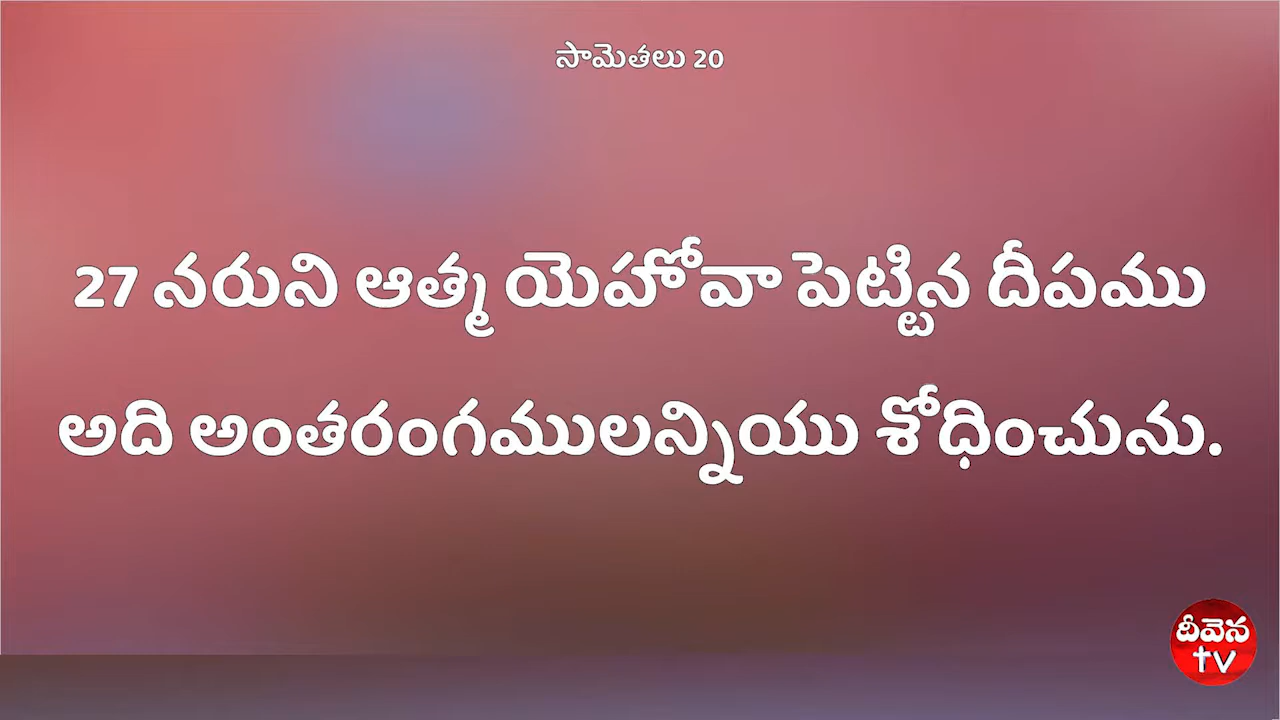 సామెతలు 20
27 నరుని ఆత్మ యెహోవా పెట్టిన దీపము
అది అంతరంగములన్నియు శోధించును.
దీవెన
tv